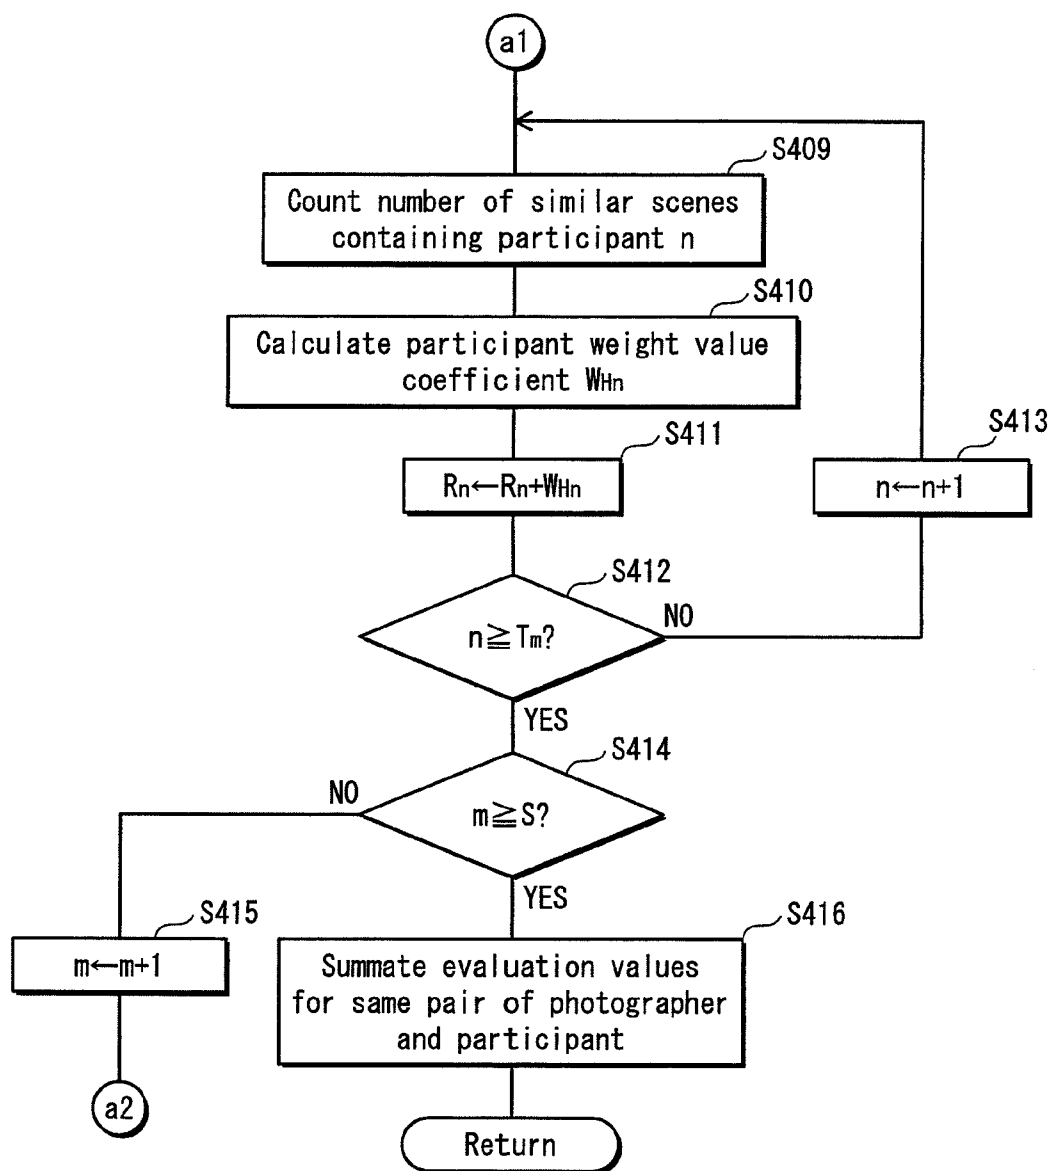 a1
S409
Count number of similar scenes
containing participant n
S410
Calculate participant weight value
coefficient WHn
S411
Rn←Rn+WHn
S413
n←n+1
S412
n≧Tm?
NO
YES
S414
m≧S?
NO
YES
S415
m←m+1
a2
S416
Summate evaluation values
for same pair of photographer
and participant
Return